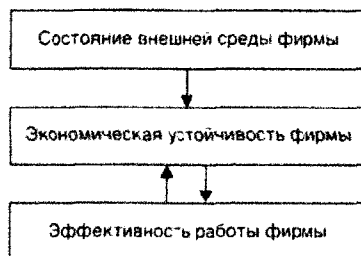 Состояние внешней среды фирмы
Экономическая устойчивость фирмы
Эффективность работы фирмы